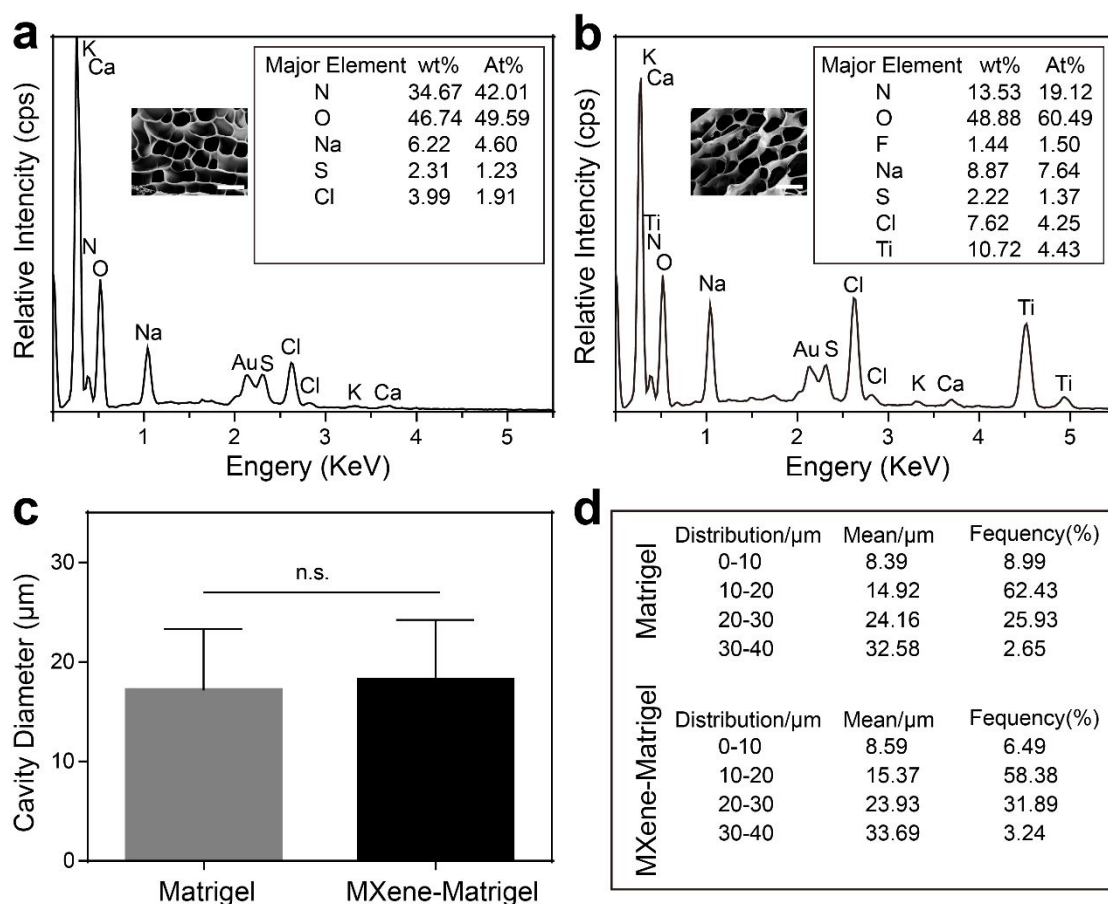 a
Relative Intencity (cps)
K
Ca
N
O
Na
Au
S
Cl
Cl
K
Ca
Major Element wt% At%
N 34.67 42.01
O 46.74 49.59
Na 6.22 4.60
S 2.31 1.23
Cl 3.99 1.91
1 2 3 4 5
Engery (KeV)
b
Relative Intencity (cps)
K
Ca
Ti
N
O
Na
Au
S
Cl
Cl
K
Ca
Ti
Ti
Major Element wt% At%
N 13.53 19.12
O 48.88 60.49
F 1.44 1.50
Na 8.87 7.64
S 2.22 1.37
Cl 7.62 4.25
Ti 10.72 4.43
1 2 3 4 5
Engery (KeV)
c
Cavity Diameter (µm)
30
20
10
0
n.s.
Matrigel MXene-Matrigel
d
Matrigel
Distribution/µm Mean/µm Fequency(%)
0-10 8.39 8.99
10-20 14.92 62.43
20-30 24.16 25.93
30-40 32.58 2.65
MXene-Matrigel
Distribution/µm Mean/µm Fequency(%)
0-10 8.59 6.49
10-20 15.37 58.38
20-30 23.93 31.89
30-40 33.69 3.24